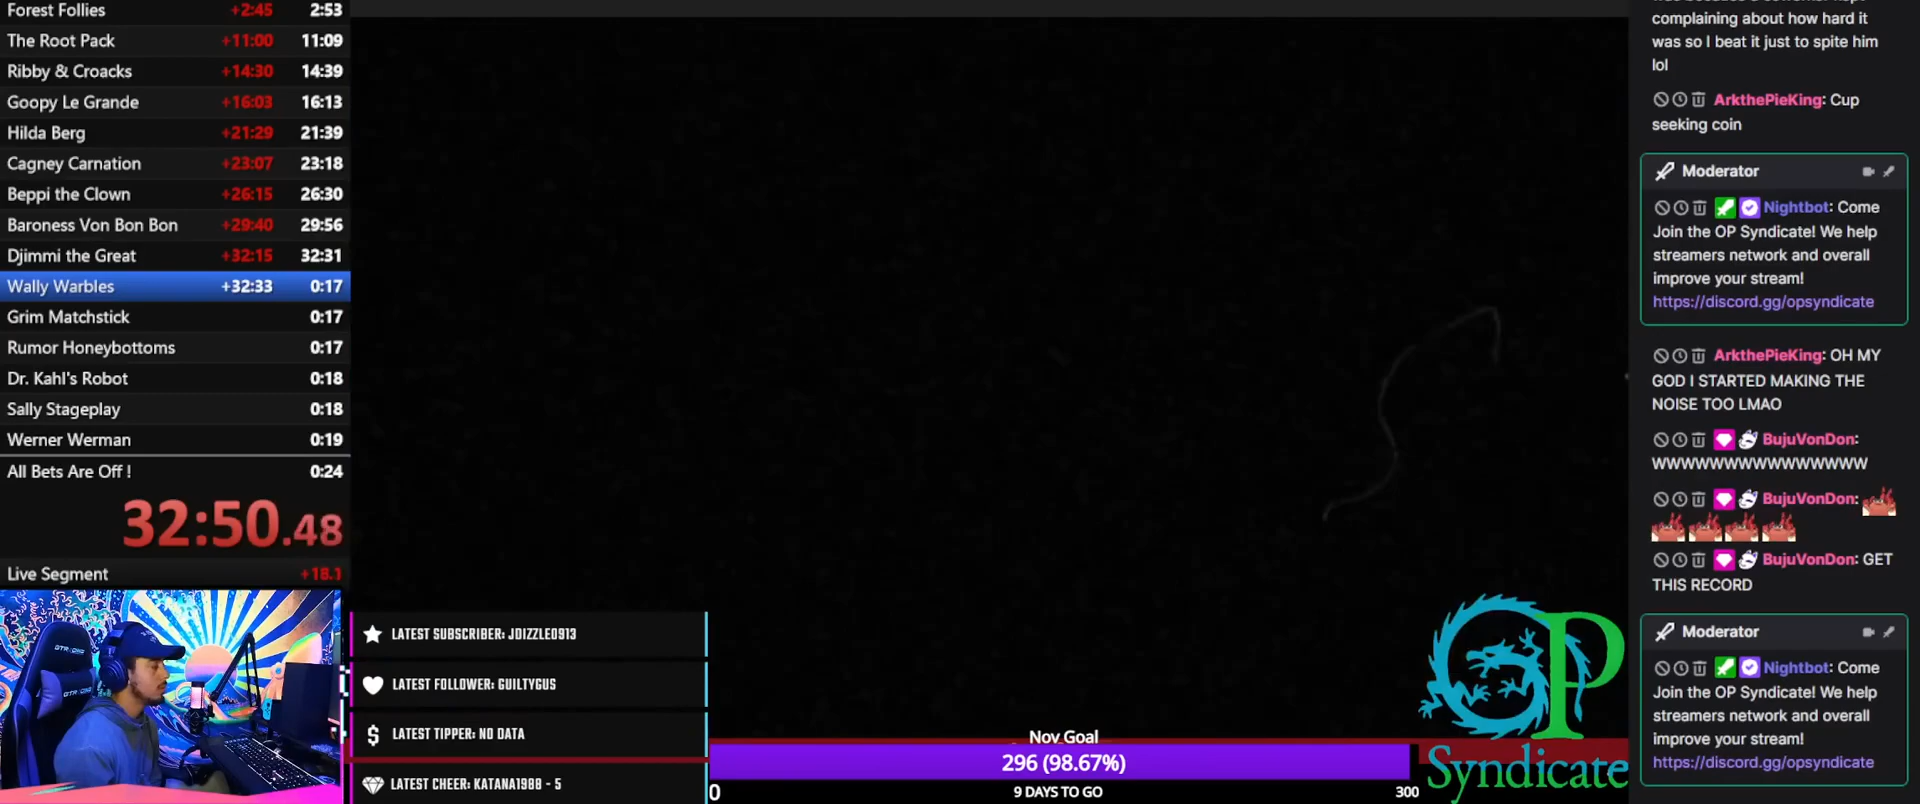 Forest Follies +2:45 2:53
The Root Pack +11:00 11:09
Ribby & Croacks +14:30 14:39
Goopy Le Grande +16:03 16:13
Hilda Berg +21:29 21:39
Cagney Carnation +23:07 23:18
Beppi the Clown +26:15 26:30
Baroness Von Bon Bon +29:40 29:56
Djimmi the Great +32:15 32:31
Wally Warbles +32:33 0:17
Grim Matchstick 0:17
Rumor Honeybottoms 0:17
Dr. Kahl's Robot 0:18
Sally Stageplay 0:18
Werner Werman 0:19
All Bets Are Off ! 0:24
32:50.48
Live Segment +18.1
LATEST SUBSCRIBER: JDIZZLE0913
LATEST FOLLOWER: GUILTYGUS
LATEST TIPPER: NO DATA
LATEST CHEER: KATANA1988 - 5
Nov Goal
296 (98.67%)
0 9 DAYS TO GO 300
OP
Syndicate
complaining about how hard it
was so I beat it just to spite him
lol
ArkthePieKing: Cup
seeking coin
Moderator
Nightbot: Come
Join the OP Syndicate! We help
streamers network and overall
improve your stream!
https://discord.gg/opsyndicate
ArkthePieKing: OH MY
GOD I STARTED MAKING THE
NOISE TOO LMAO
BujuVonDon:
WWWWWWWWWWWWWWW
BujuVonDon:
BujuVonDon: GET
THIS RECORD
Moderator
Nightbot: Come
Join the OP Syndicate! We help
streamers network and overall
improve your stream!
https://discord.gg/opsyndicate